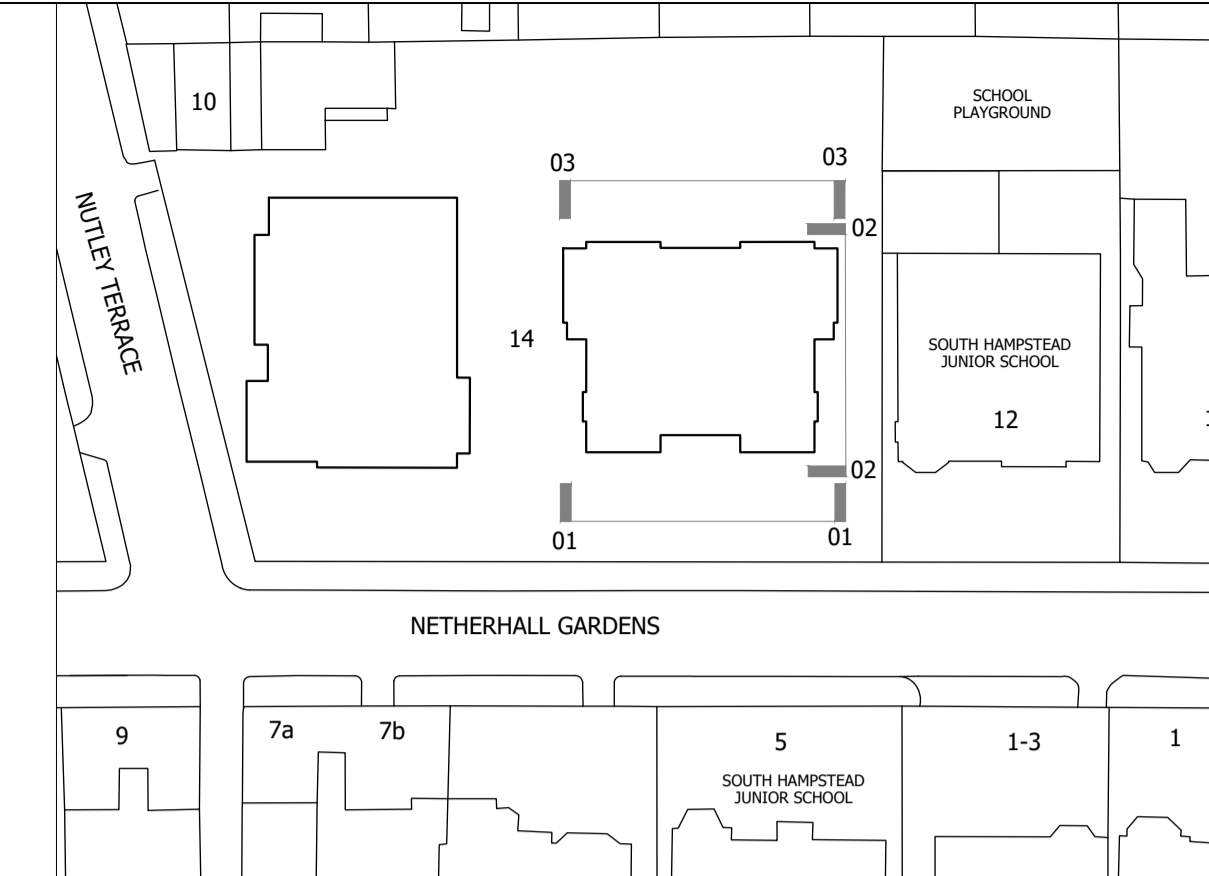 10
SCHOOL
PLAYGROUND
03
03
NUTLEY TERRACE
02
14
SOUTH HAMPSTEAD
JUNIOR SCHOOL
12
02
01
01
NETHERHALL GARDENS
9
7a
7b
5
1-3
1
SOUTH HAMPSTEAD
JUNIOR SCHOOL